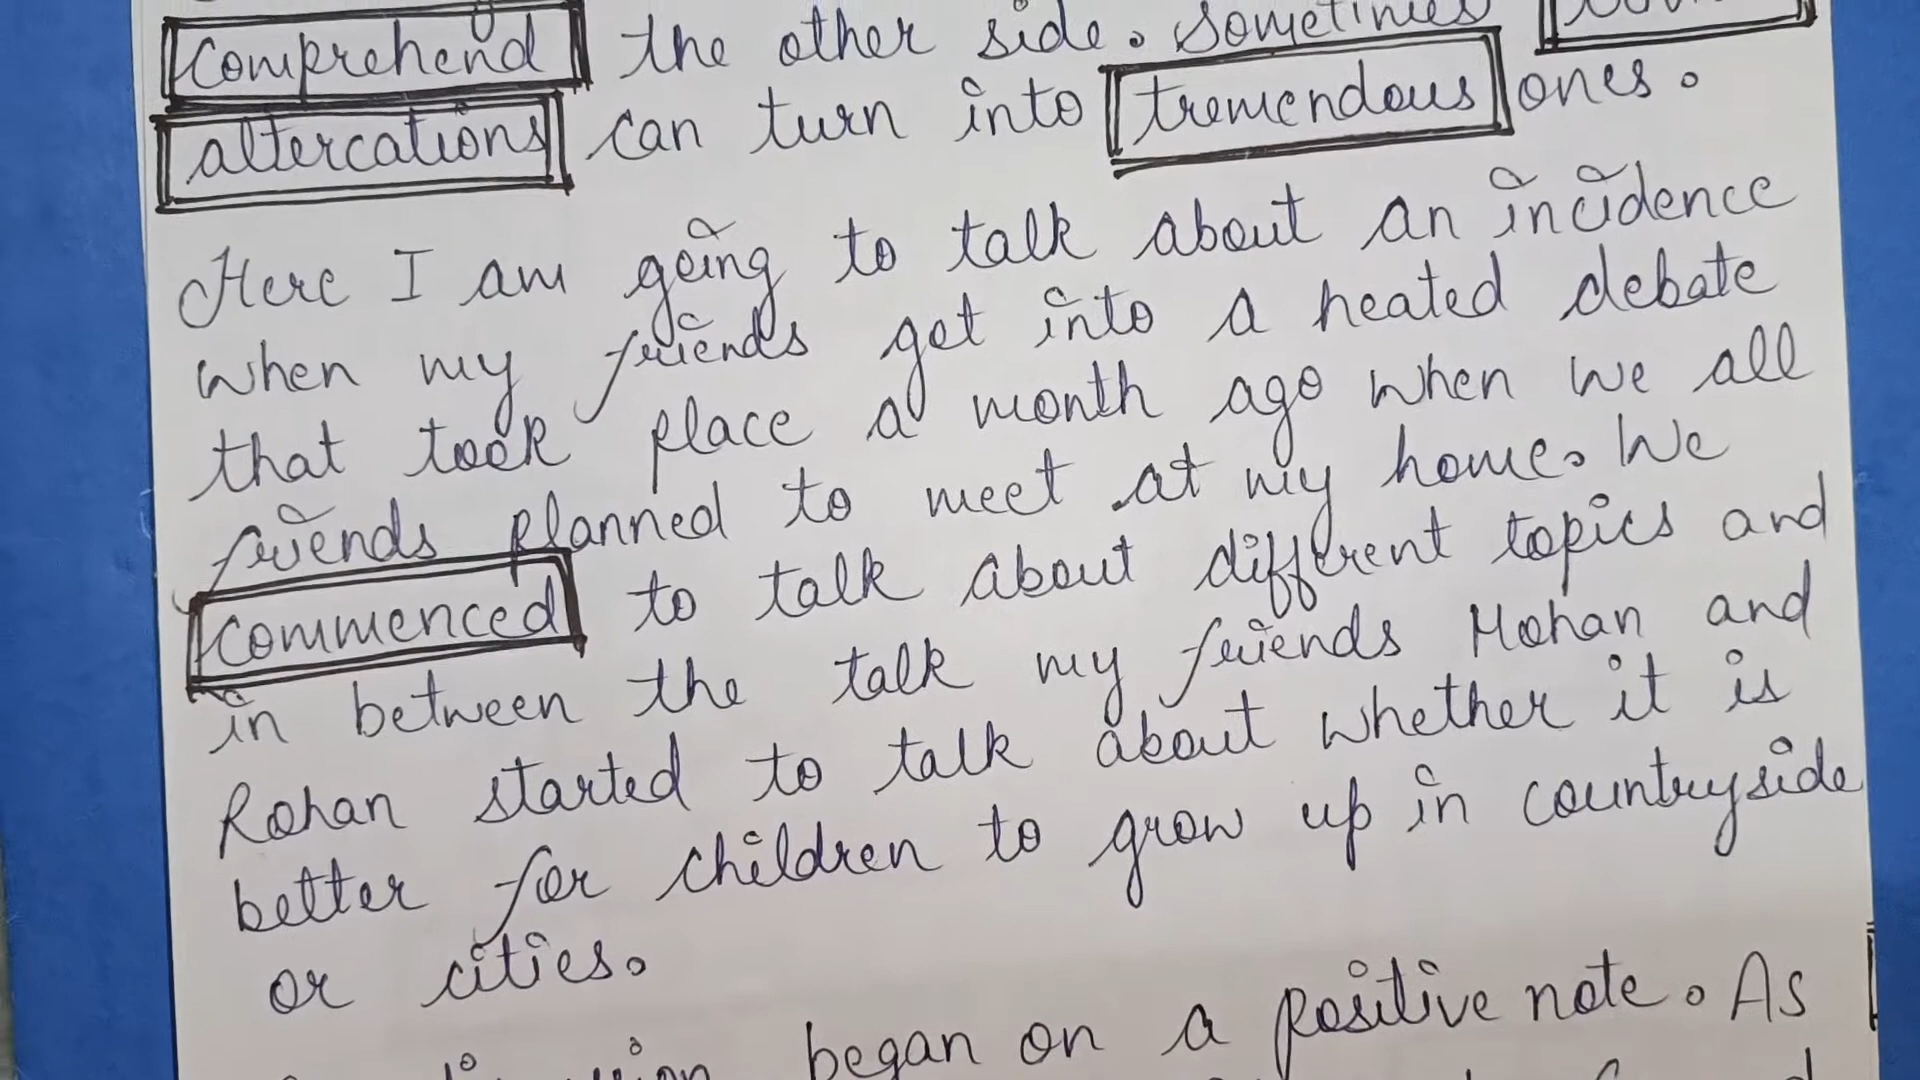 comprehend the other side. Sometimes
altercations can turn into tremendous ones.
Here I am going to talk about an incidence
when my friends get into a heated debate
that took place a month ago when we all
friends planned to meet at my home. We
commenced to talk about different topics and
in between the talk my friends Mohan and
Rohan started to talk about whether it is
better for children to grow up in countryside
or cities.
began on a positive note. As